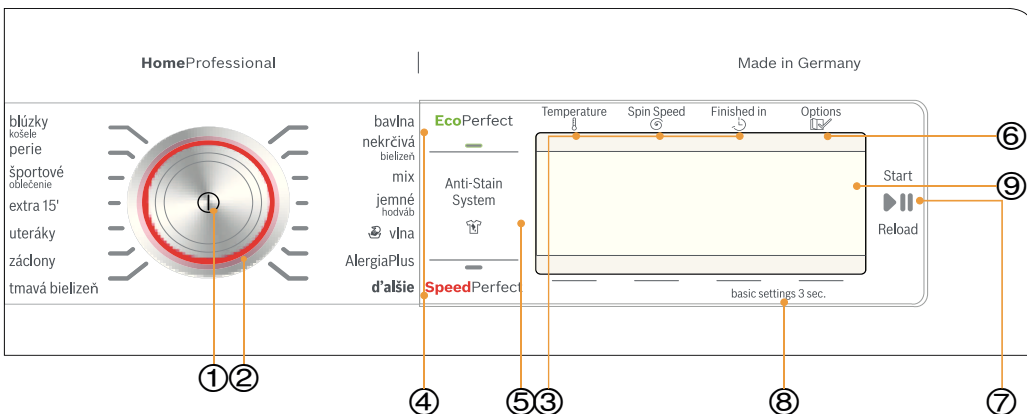 HomeProfessional
Made in Germany
blúzky
košele
perie
športové
oblečenie
extra 15'
uteráky
záclony
tmavá bielizeň
bavlna
nekrčivá
bielizeň
mix
jemné
hodváb
vlna
AlergiaPlus
ďalšie
EcoPerfect
Anti-Stain
System
SpeedPerfect
Temperature
Spin Speed
Finished in
Options
basic settings 3 sec.
Start
Reload
⑥
⑨
① ② ④ ⑤ ③ ⑧ ⑦